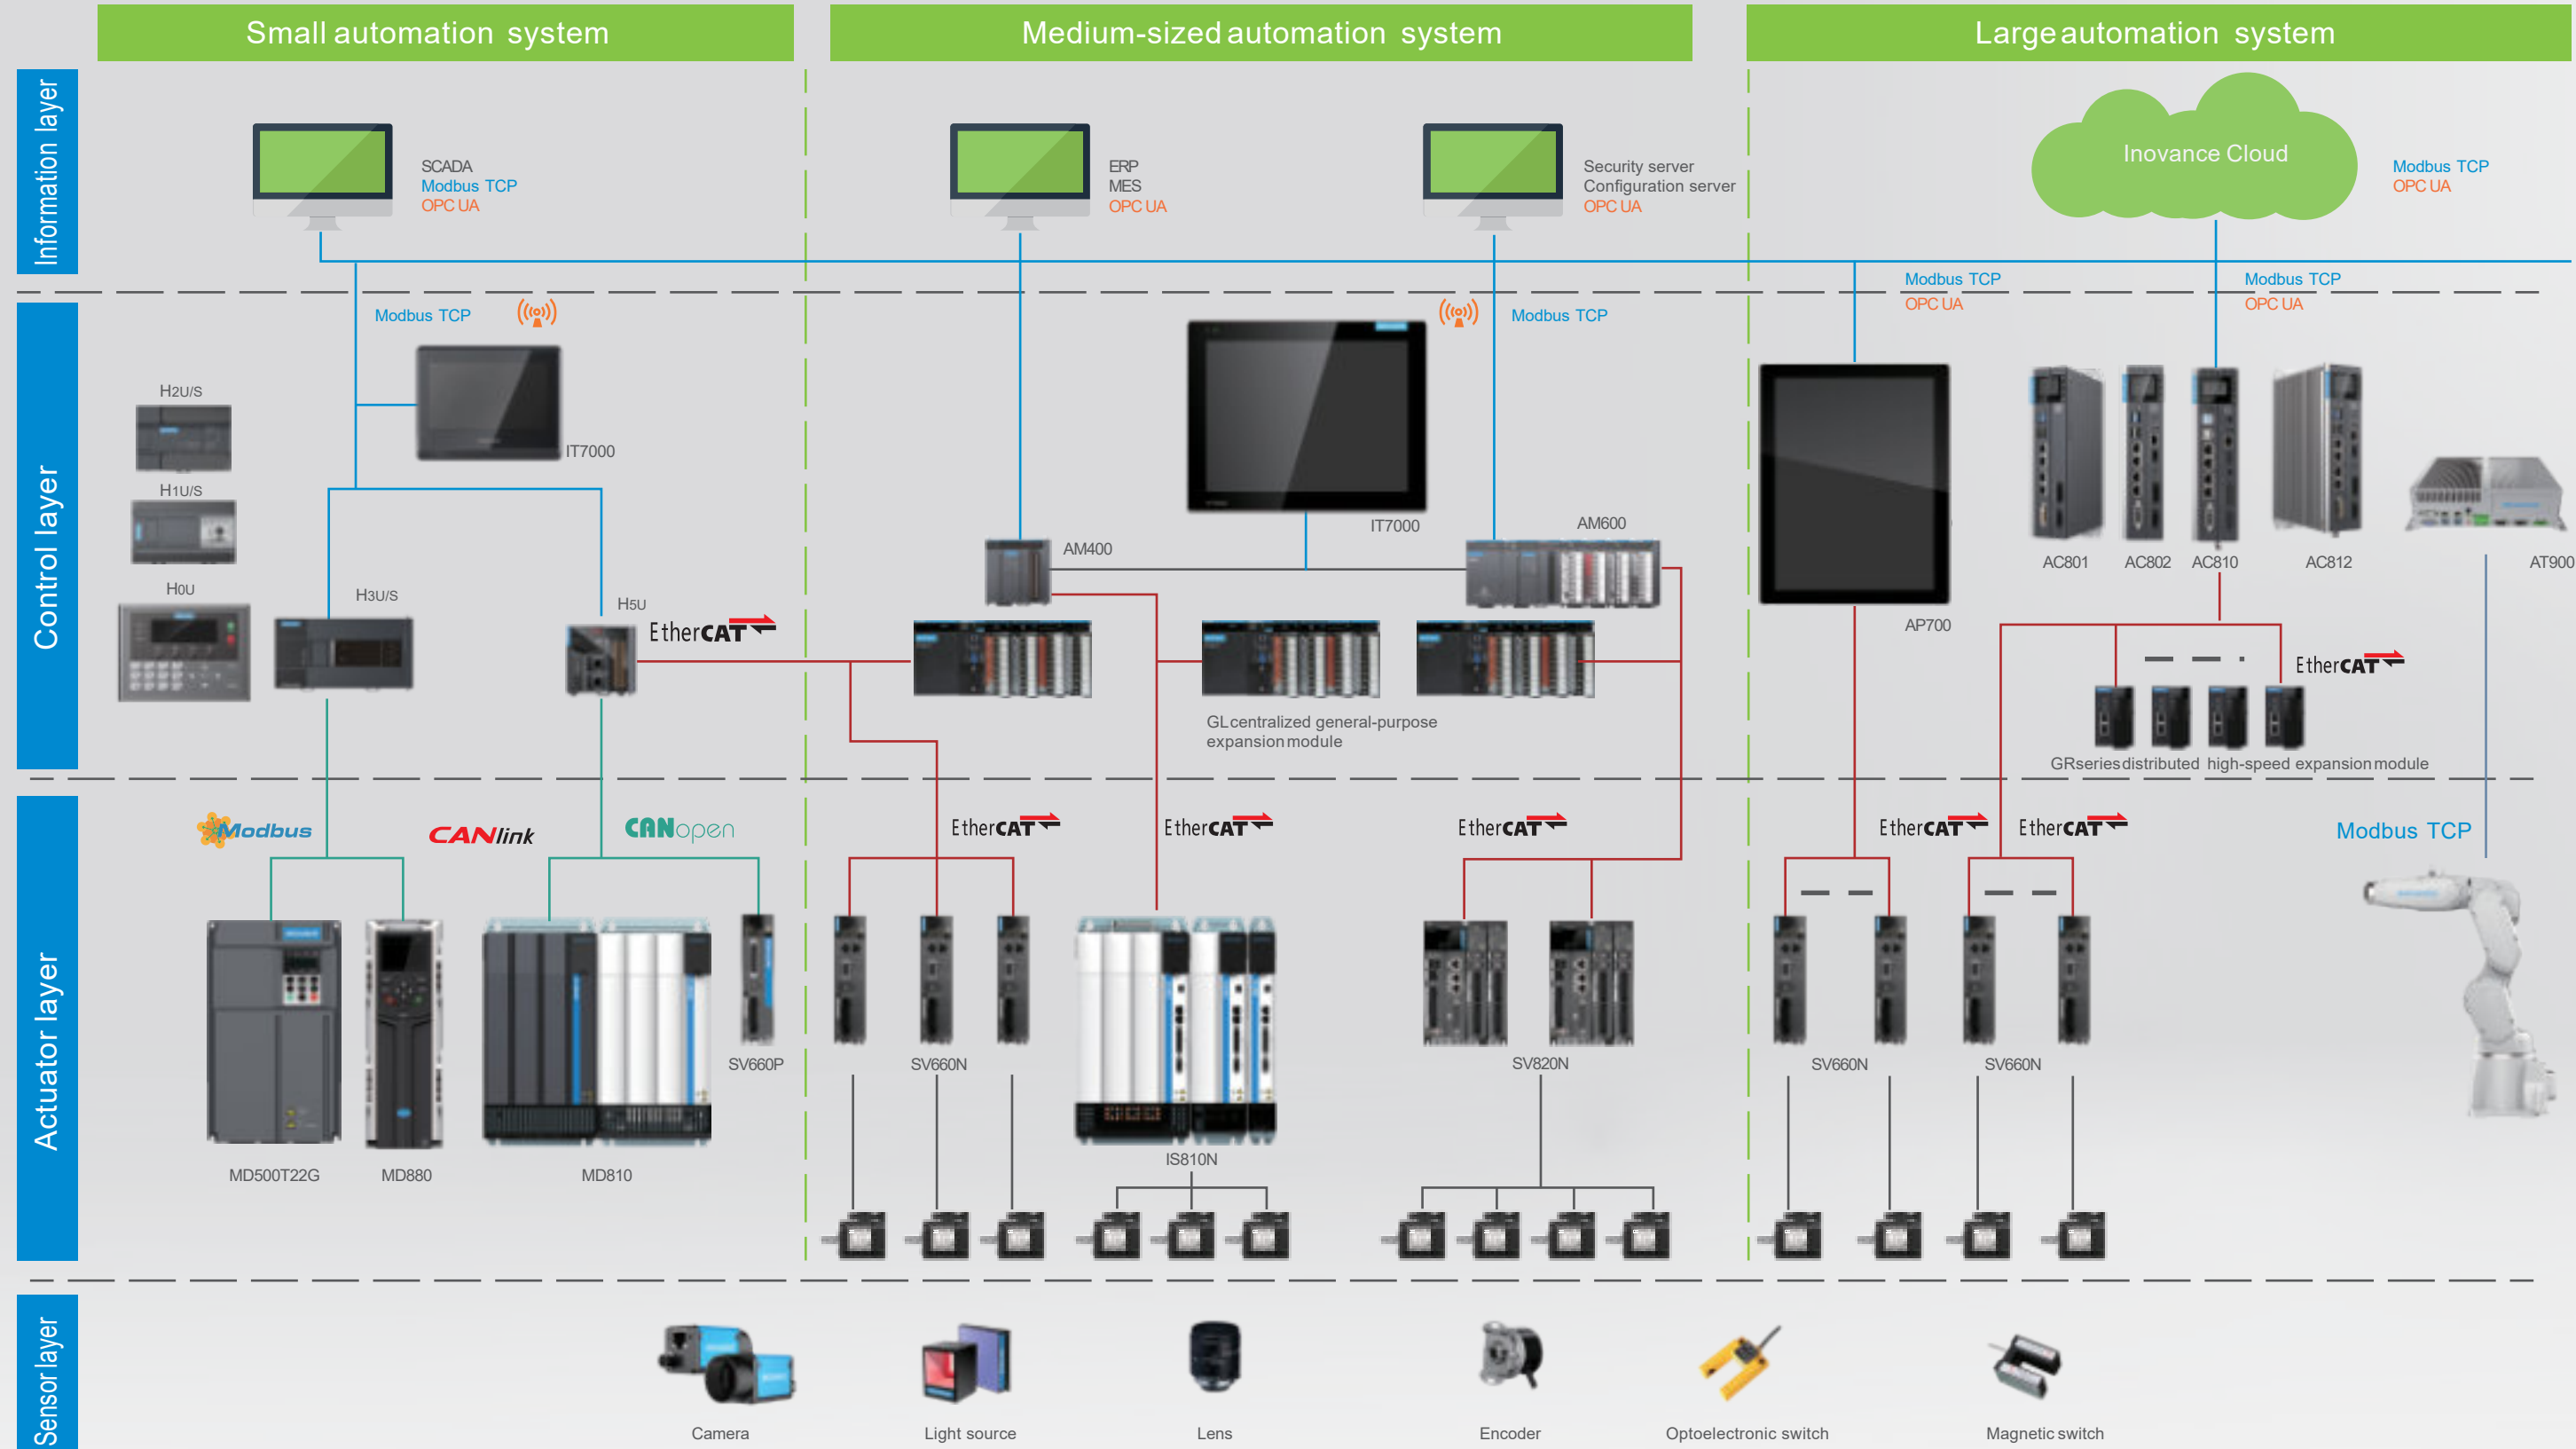 Small automation system
Medium-sized automation system
Large automation system
Information layer
SCADA
Modbus TCP
OPC UA
ERP
MES
OPC UA
Security server
Configuration server
OPC UA
Inovance Cloud
Modbus TCP
OPC UA
Modbus TCP
OPC UA
Modbus TCP
OPC UA
Control layer
Modbus TCP
Modbus TCP
H2U/S
IT7000
H1U/S
H0U
H3U/S
H5U
EtherCAT
IT7000
AM400
AM600
GL centralized general-purpose
expansion module
AP700
AC801
AC802
AC810
AC812
AT900
EtherCAT
GR series distributed high-speed expansion module
Actuator layer
Modbus
CANlink
CANopen
EtherCAT
EtherCAT
EtherCAT
EtherCAT
EtherCAT
Modbus TCP
MD500T22G
MD880
MD810
SV660P
SV660N
IS810N
SV820N
SV660N
SV660N
Sensor layer
Camera
Light source
Lens
Encoder
Optoelectronic switch
Magnetic switch